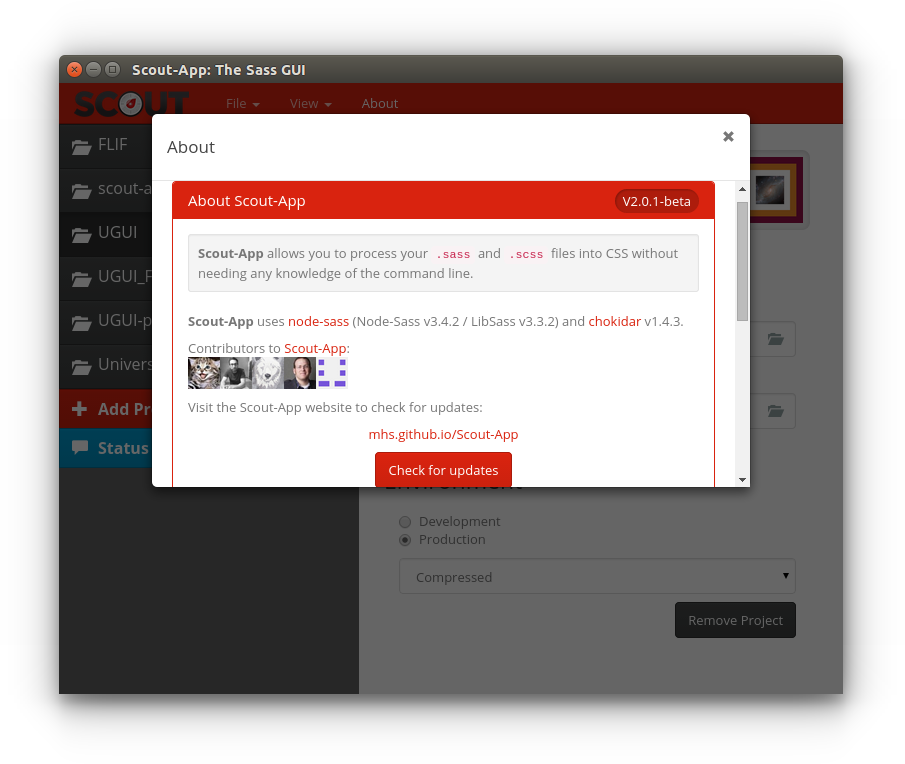 Scout-App: The Sass GUI
SCOUT
File
View
About
FLIF
scout-a
UGUI
UGUI_F
UGUI-p
Univers
Add Pr
Status
About
About Scout-App
V2.0.1-beta
Scout-App allows you to process your .sass and .scss files into CSS without
needing any knowledge of the command line.
Scout-App uses node-sass (Node-Sass v3.4.2 / LibSass v3.3.2) and chokidar v1.4.3.
Contributors to Scout-App:
Visit the Scout-App website to check for updates:
mhs.github.io/Scout-App
Check for updates
Environment
Development
Production
Compressed
Remove Project